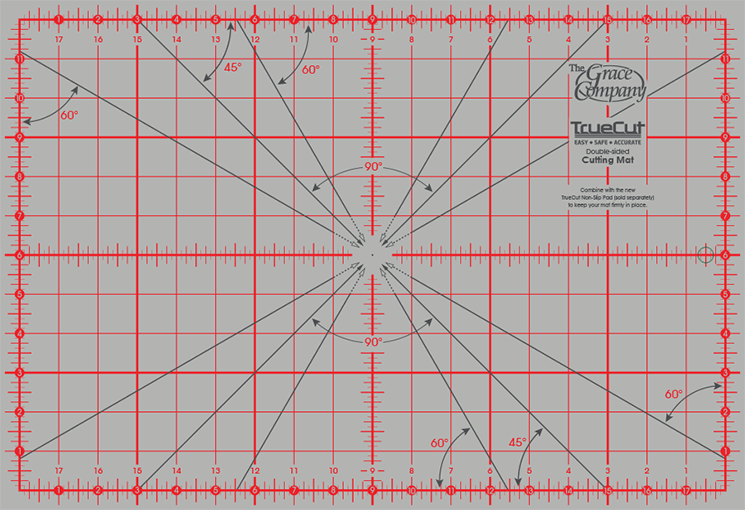 1 2 3 4 5 6 7 8 9 10 11 12 13 14 15 16 17
17 16 15 14 13 12 11 10 9 8 7 6 5 4 3 2 1
11 11
45° 60°
The Grace
Company
10 10
60°
TrueCut
9 9
EASY ★ SAFE ★ ACCURATE
Double-sided
Cutting Mat
90°
8 8
Combine with the new
TrueCut Non-Slip Pad (sold separately)
to keep your mat firmly in place.
7 7
6 6
5 5
4 4
90°
3 3
60°
2 2
60° 45°
1 1
17 16 15 14 13 12 11 10 9 8 7 6 5 4 3 2 1
1 2 3 4 5 6 7 8 9 10 11 12 13 14 15 16 17